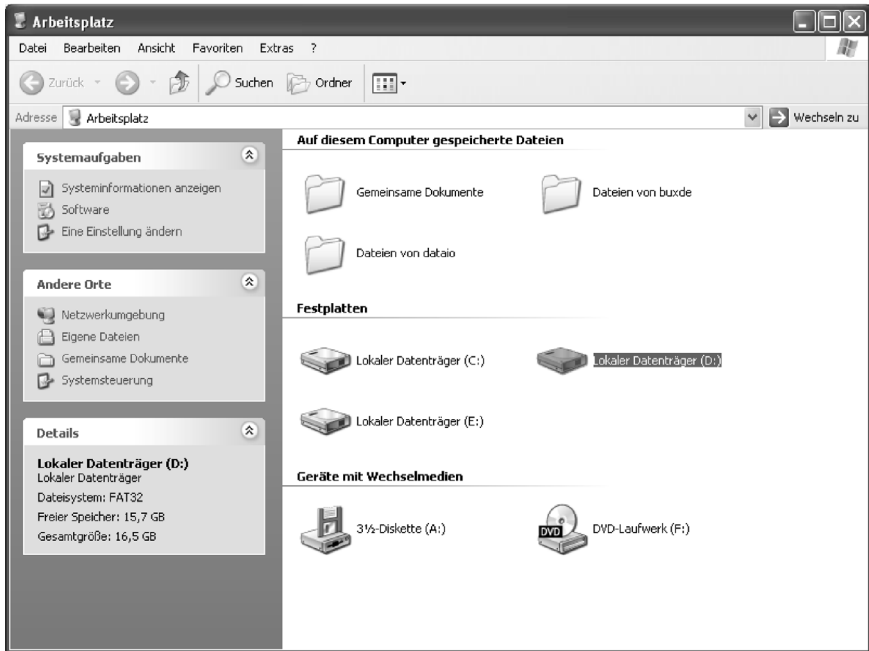 Arbeitsplatz
Datei Bearbeiten Ansicht Favoriten Extras ?
Zurück Suchen Ordner
Adresse Arbeitsplatz Wechseln zu
Systemaufgaben
Systeminformationen anzeigen
Software
Eine Einstellung ändern
Andere Orte
Netzwerkumgebung
Eigene Dateien
Gemeinsame Dokumente
Systemsteuerung
Details
Lokaler Datenträger (D:)
Lokaler Datenträger
Dateisystem: FAT32
Freier Speicher: 15,7 GB
Gesamtgröße: 16,5 GB
Auf diesem Computer gespeicherte Dateien
Gemeinsame Dokumente Dateien von buxde
Dateien von dataio
Festplatten
Lokaler Datenträger (C:) Lokaler Datenträger (D:)
Lokaler Datenträger (E:)
Geräte mit Wechselmedien
3½-Diskette (A:) DVD DVD-Laufwerk (F:)